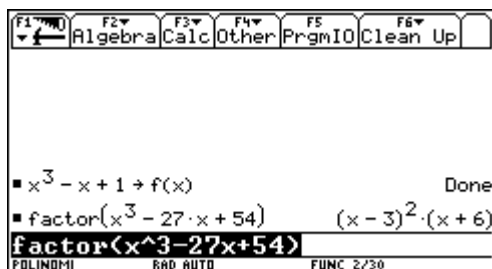 F1 F2 F3 F4 F5 F6
Algebra Calc Other PrgmIO Clean Up
x³ − x + 1 → f(x) Done
factor(x³ − 27·x + 54) (x − 3)²·(x + 6)
factor(x^3-27x+54)
POLINOMI RAD AUTO FUNC 2/30